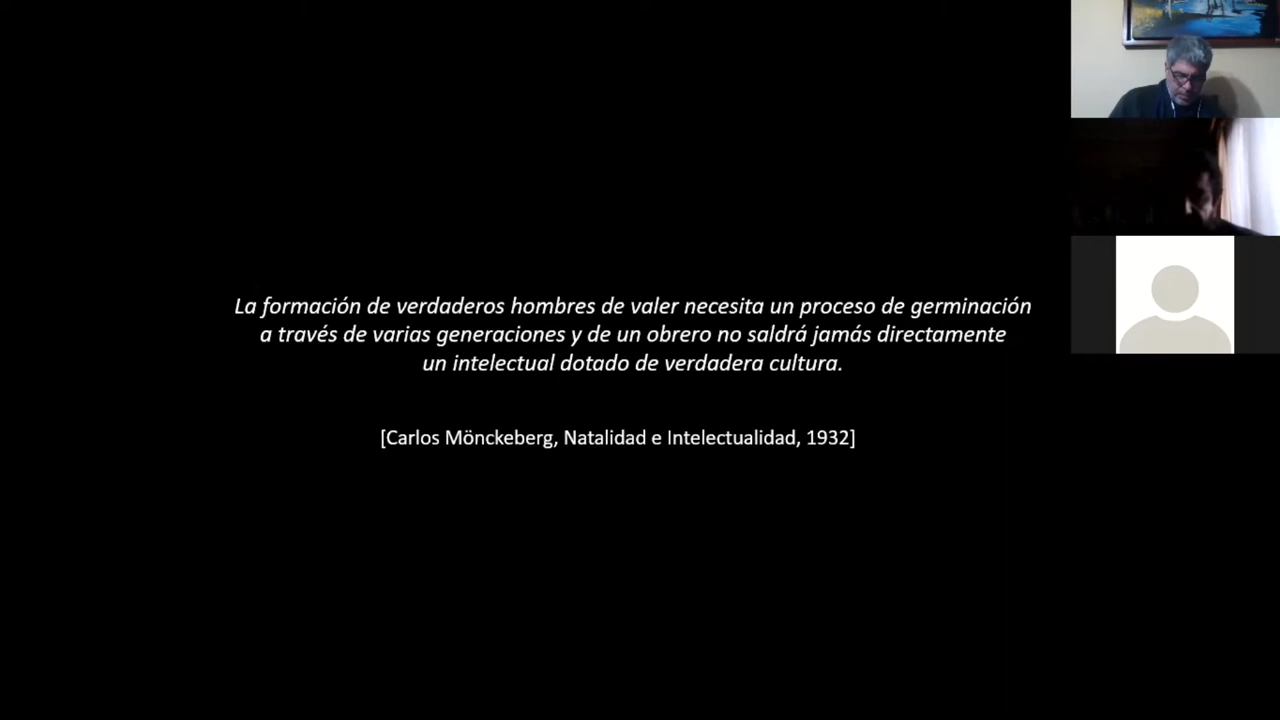 La formación de verdaderos hombres de valer necesita un proceso de germinación
a través de varias generaciones y de un obrero no saldrá jamás directamente
un intelectual dotado de verdadera cultura.
[Carlos Mönckeberg, Natalidad e Intelectualidad, 1932]